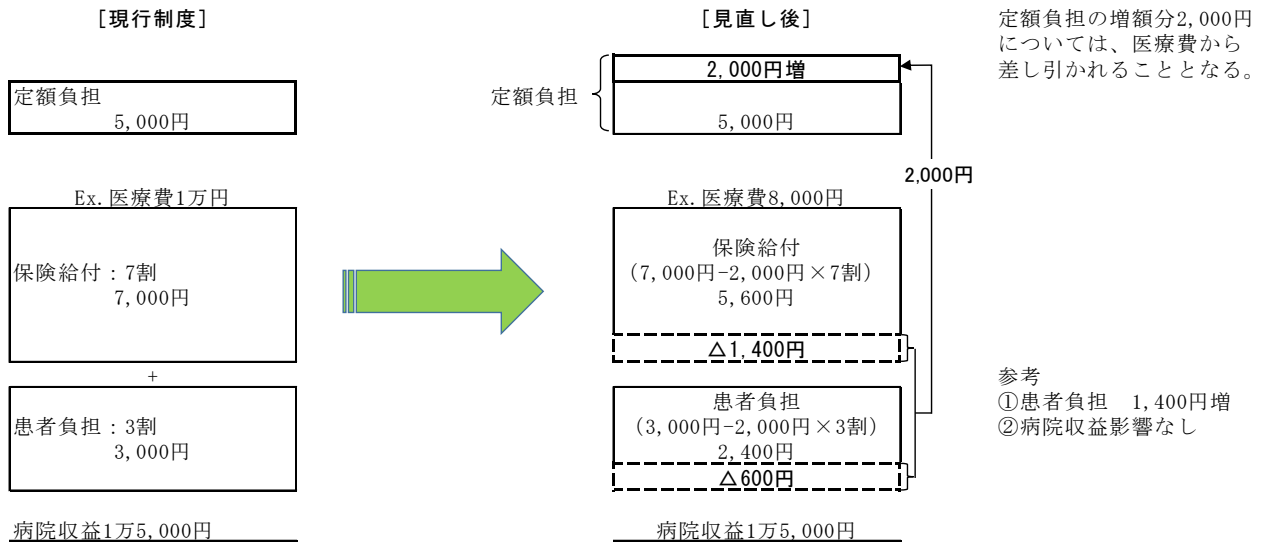 [現行制度]
定額負担
5,000円
Ex.医療費1万円
保険給付：7割
7,000円
+
患者負担：3割
3,000円
病院収益1万5,000円
[見直し後]
2,000円増
定額負担
5,000円
2,000円
Ex.医療費8,000円
保険給付
(7,000円-2,000円×7割)
5,600円
△1,400円
患者負担
(3,000円-2,000円×3割)
2,400円
△600円
病院収益1万5,000円
定額負担の増額分2,000円
については、医療費から
差し引かれることとなる。
参考
①患者負担　1,400円増
②病院収益影響なし